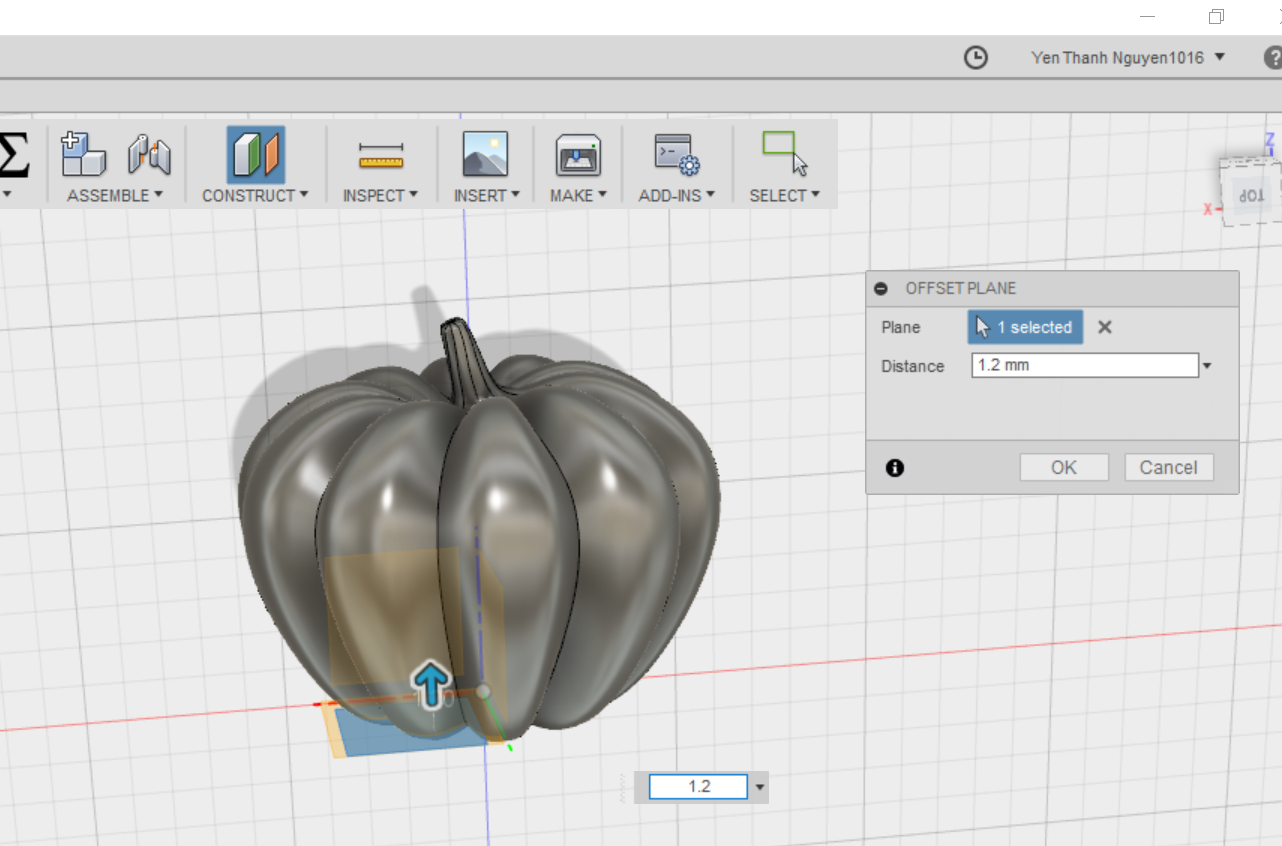 Yen Thanh Nguyen1016
?
Σ
ASSEMBLE
CONSTRUCT
INSPECT
INSERT
MAKE
ADD-INS
SELECT
Z
TOP
X
OFFSET PLANE
Plane
1 selected
Distance
1.2 mm
OK
Cancel
1.2